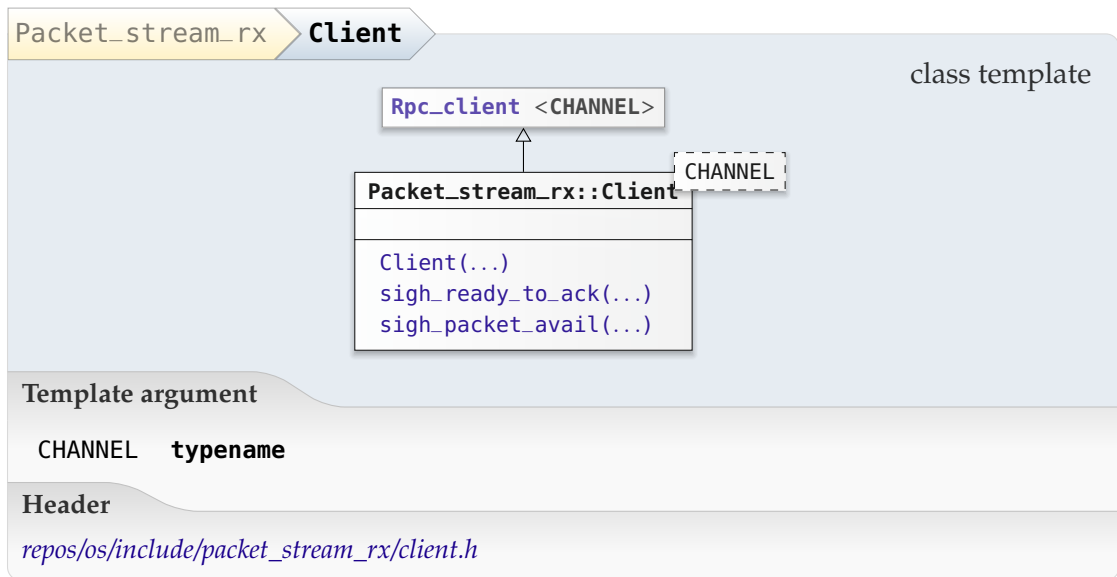 Packet_stream_rx Client
class template
Rpc_client <CHANNEL>
CHANNEL
Packet_stream_rx::Client
Client(...)
sigh_ready_to_ack(...)
sigh_packet_avail(...)
Template argument
CHANNEL typename
Header
repos/os/include/packet_stream_rx/client.h